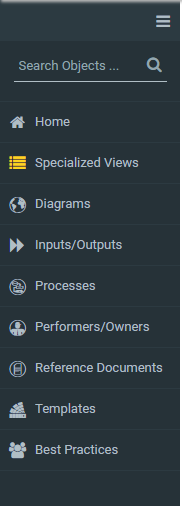 Search Objects ...
Home
Specialized Views
Diagrams
Inputs/Outputs
Processes
Performers/Owners
Reference Documents
Templates
Best Practices